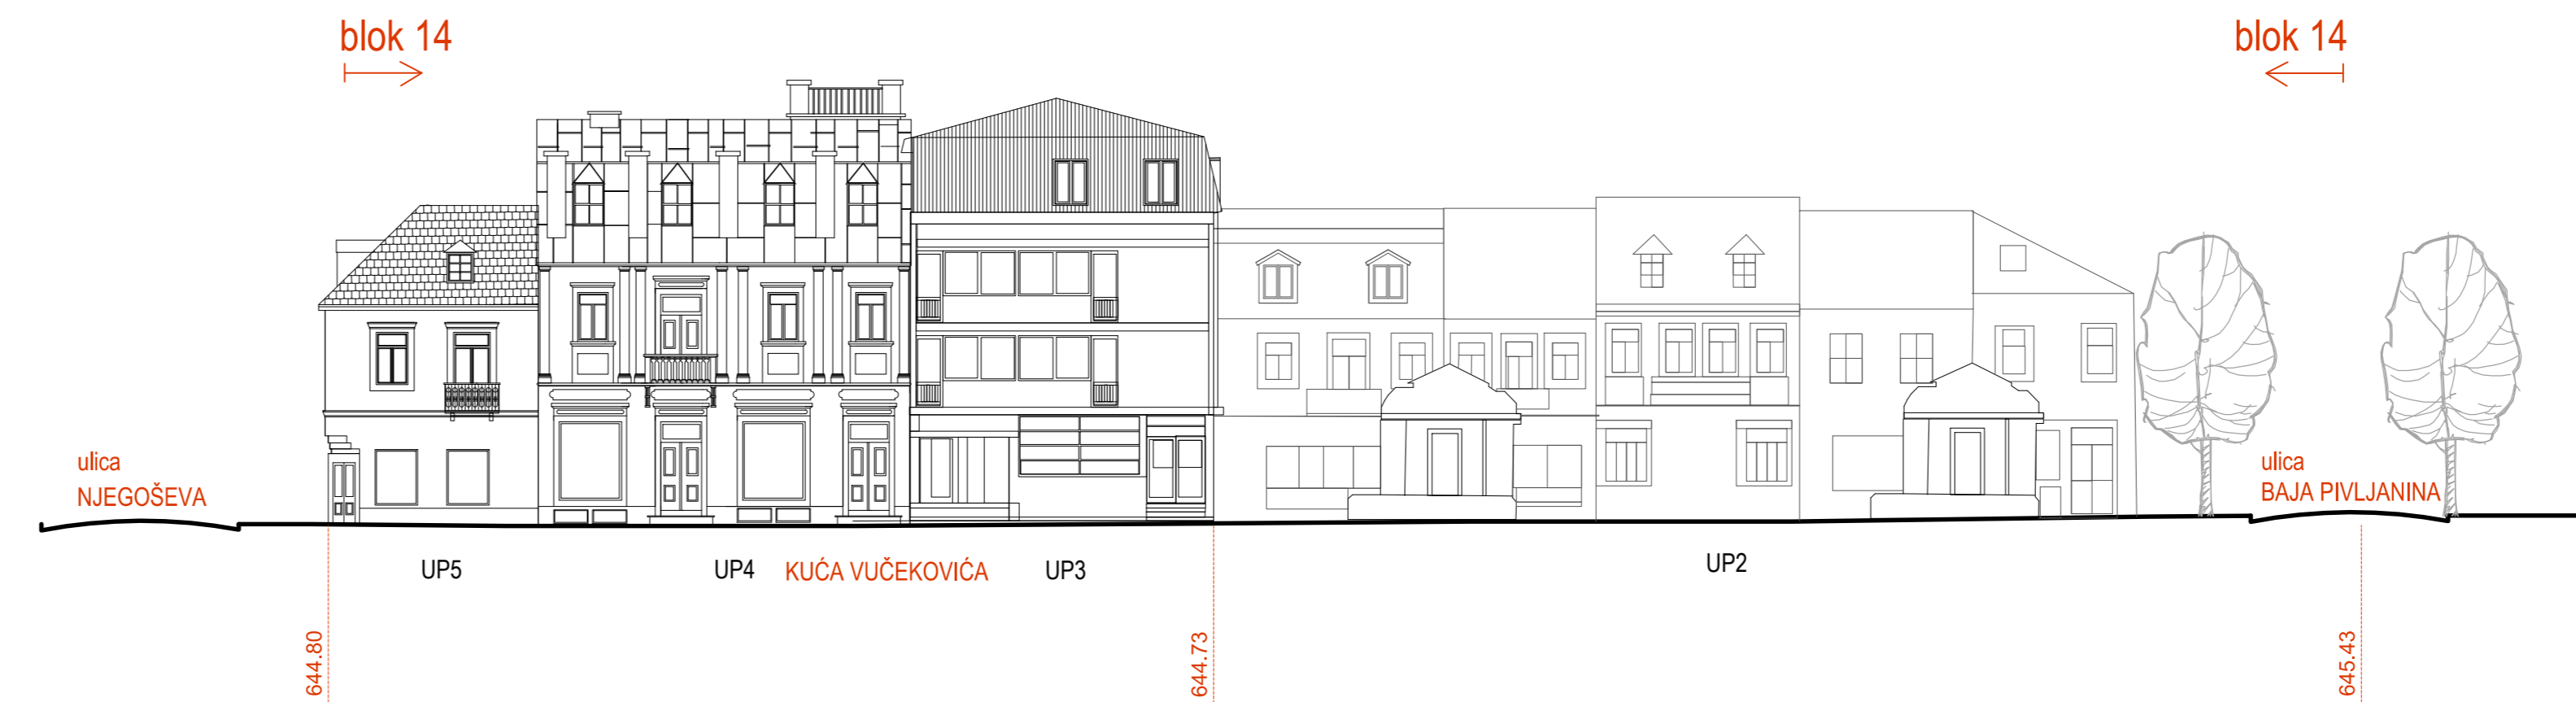 blok 14
blok 14
ulica
NJEGOŠEVA
ulica
BAJA PIVLJANINA
UP5
UP4
KUĆA VUČEKOVIĆA
UP3
UP2
644.80
644.73
645.43